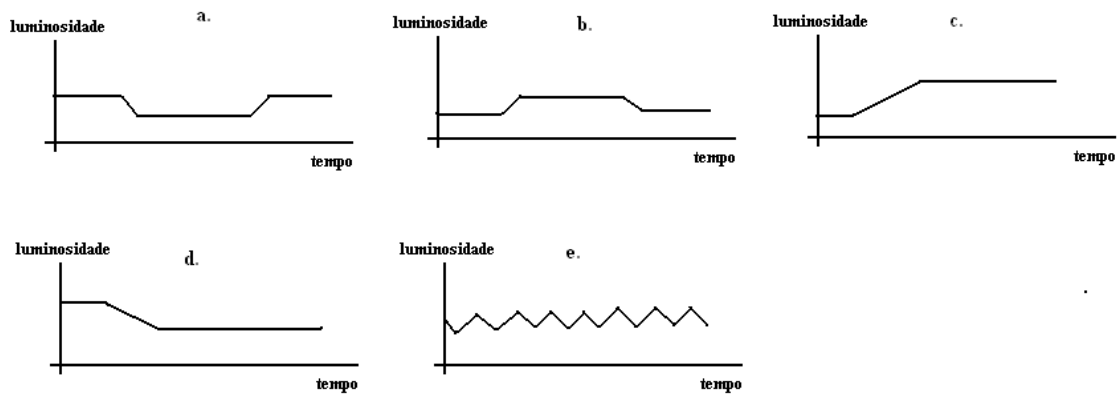 a.
luminosidade
tempo
b.
luminosidade
tempo
c.
luminosidade
tempo
d.
luminosidade
tempo
e.
luminosidade
tempo